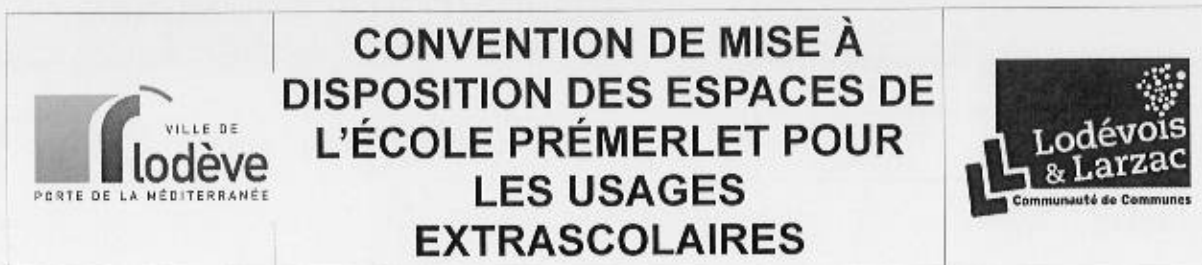 VILLE DE
lodève
PORTE DE LA MÉDITERRANÉE
CONVENTION DE MISE À
DISPOSITION DES ESPACES DE
L'ÉCOLE PRÉMERLET POUR
LES USAGES
EXTRASCOLAIRES
Lodévois
& Larzac
Communauté de Communes